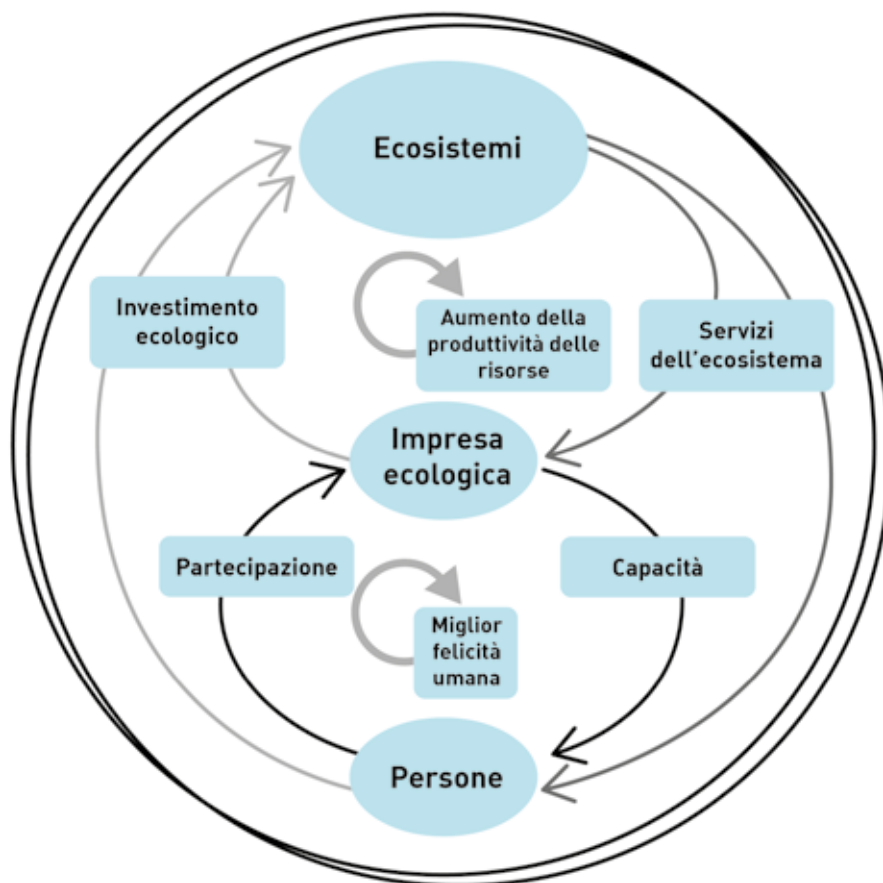 Ecosistemi
Investimento
ecologico
Aumento della
produttività delle
risorse
Servizi
dell'ecosistema
Impresa
ecologica
Partecipazione
Capacità
Miglior
felicità
umana
Persone